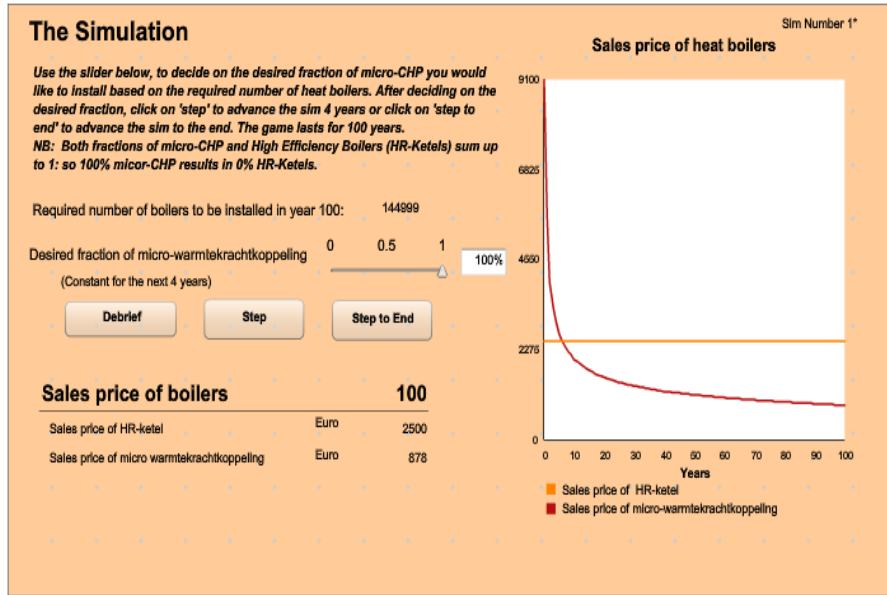 The Simulation
Use the slider below, to decide on the desired fraction of micro-CHP you would
like to install based on the required number of heat boilers. After deciding on the
desired fraction, click on 'step' to advance the sim 4 years or click on 'step to
end' to advance the sim to the end. The game lasts for 100 years.
NB: Both fractions of micro-CHP and High Efficiency Boilers (HR-Ketels) sum up
to 1: so 100% micor-CHP results in 0% HR-Ketels.
Required number of boilers to be installed in year 100: 144999
Desired fraction of micro-warmtekrachtkoppeling 0 0.5 1 100%
(Constant for the next 4 years)
Debrief Step Step to End
Sales price of boilers 100
Sales price of HR-ketel Euro 2500
Sales price of micro warmtekrachtkoppeling Euro 878
Sim Number 1*
Sales price of heat boilers
9100
6825
4550
2275
0
0 10 20 30 40 50 60 70 80 90 100
Years
Sales price of HR-ketel
Sales price of micro-warmtekrachtkoppeling